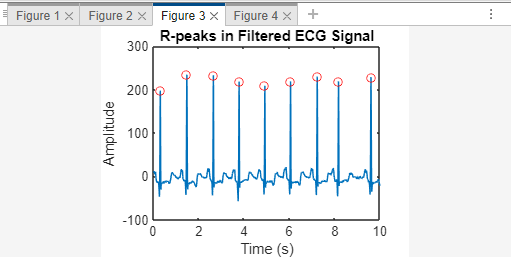 Figure 1 × Figure 2 × Figure 3 × Figure 4 × +
R-peaks in Filtered ECG Signal
300
200
100
0
-100
Amplitude
0 2 4 6 8 10
Time (s)